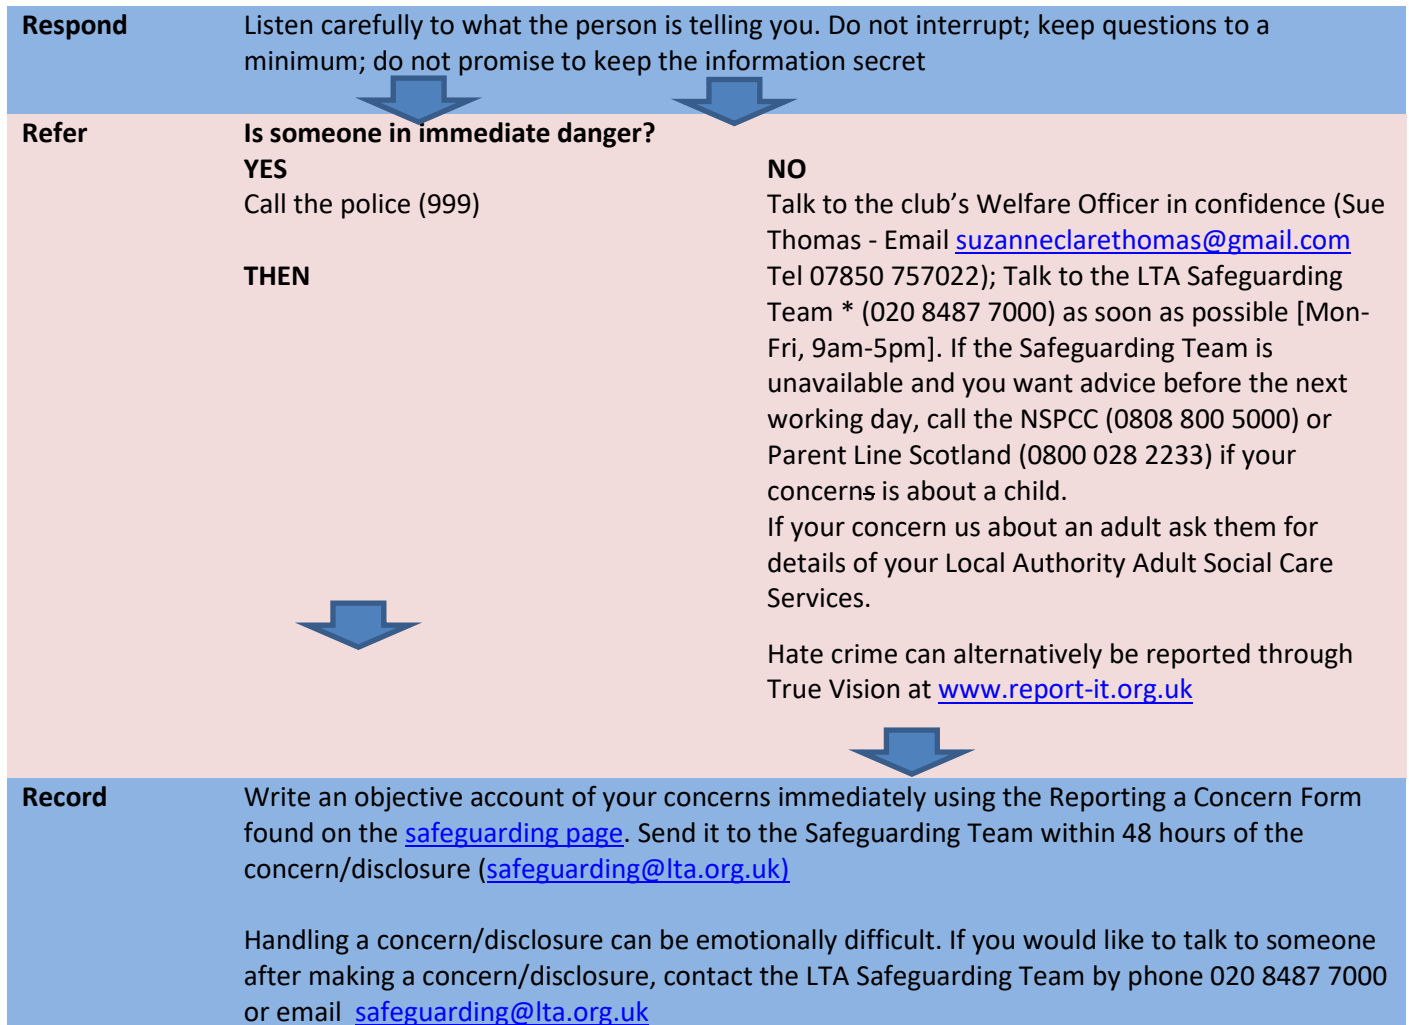 Respond
Listen carefully to what the person is telling you. Do not interrupt; keep questions to a
minimum; do not promise to keep the information secret
Refer
Is someone in immediate danger?
YES
Call the police (999)
THEN
NO
Talk to the club’s Welfare Officer in confidence (Sue
Thomas - Email suzanneclarethomas@gmail.com
Tel 07850 757022); Talk to the LTA Safeguarding
Team * (020 8487 7000) as soon as possible [Mon-
Fri, 9am-5pm]. If the Safeguarding Team is
unavailable and you want advice before the next
working day, call the NSPCC (0808 800 5000) or
Parent Line Scotland (0800 028 2233) if your
concerns is about a child.
If your concern us about an adult ask them for
details of your Local Authority Adult Social Care
Services.
Hate crime can alternatively be reported through
True Vision at www.report-it.org.uk
Record
Write an objective account of your concerns immediately using the Reporting a Concern Form
found on the safeguarding page. Send it to the Safeguarding Team within 48 hours of the
concern/disclosure (safeguarding@lta.org.uk)
Handling a concern/disclosure can be emotionally difficult. If you would like to talk to someone
after making a concern/disclosure, contact the LTA Safeguarding Team by phone 020 8487 7000
or email safeguarding@lta.org.uk